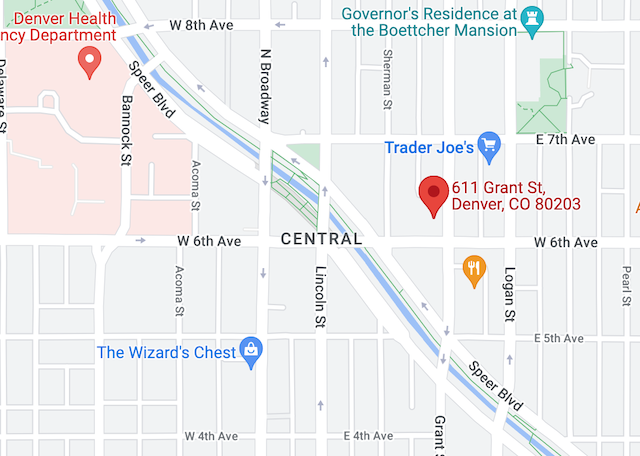 Denver Health
ncy Department
W 8th Ave
Governor's Residence at
the Boettcher Mansion
N Broadway
Sherman St
Speer Blvd
Delaware St
Bannock St
E 7th Ave
Trader Joe's
Acoma St
611 Grant St,
Denver, CO 80203
A
W 6th Ave
CENTRAL
W 6th Ave
Acoma St
Lincoln St
Logan St
Pearl St
E 5th Ave
The Wizard's Chest
Speer Blvd
W 4th Ave
E 4th Ave
Grant S